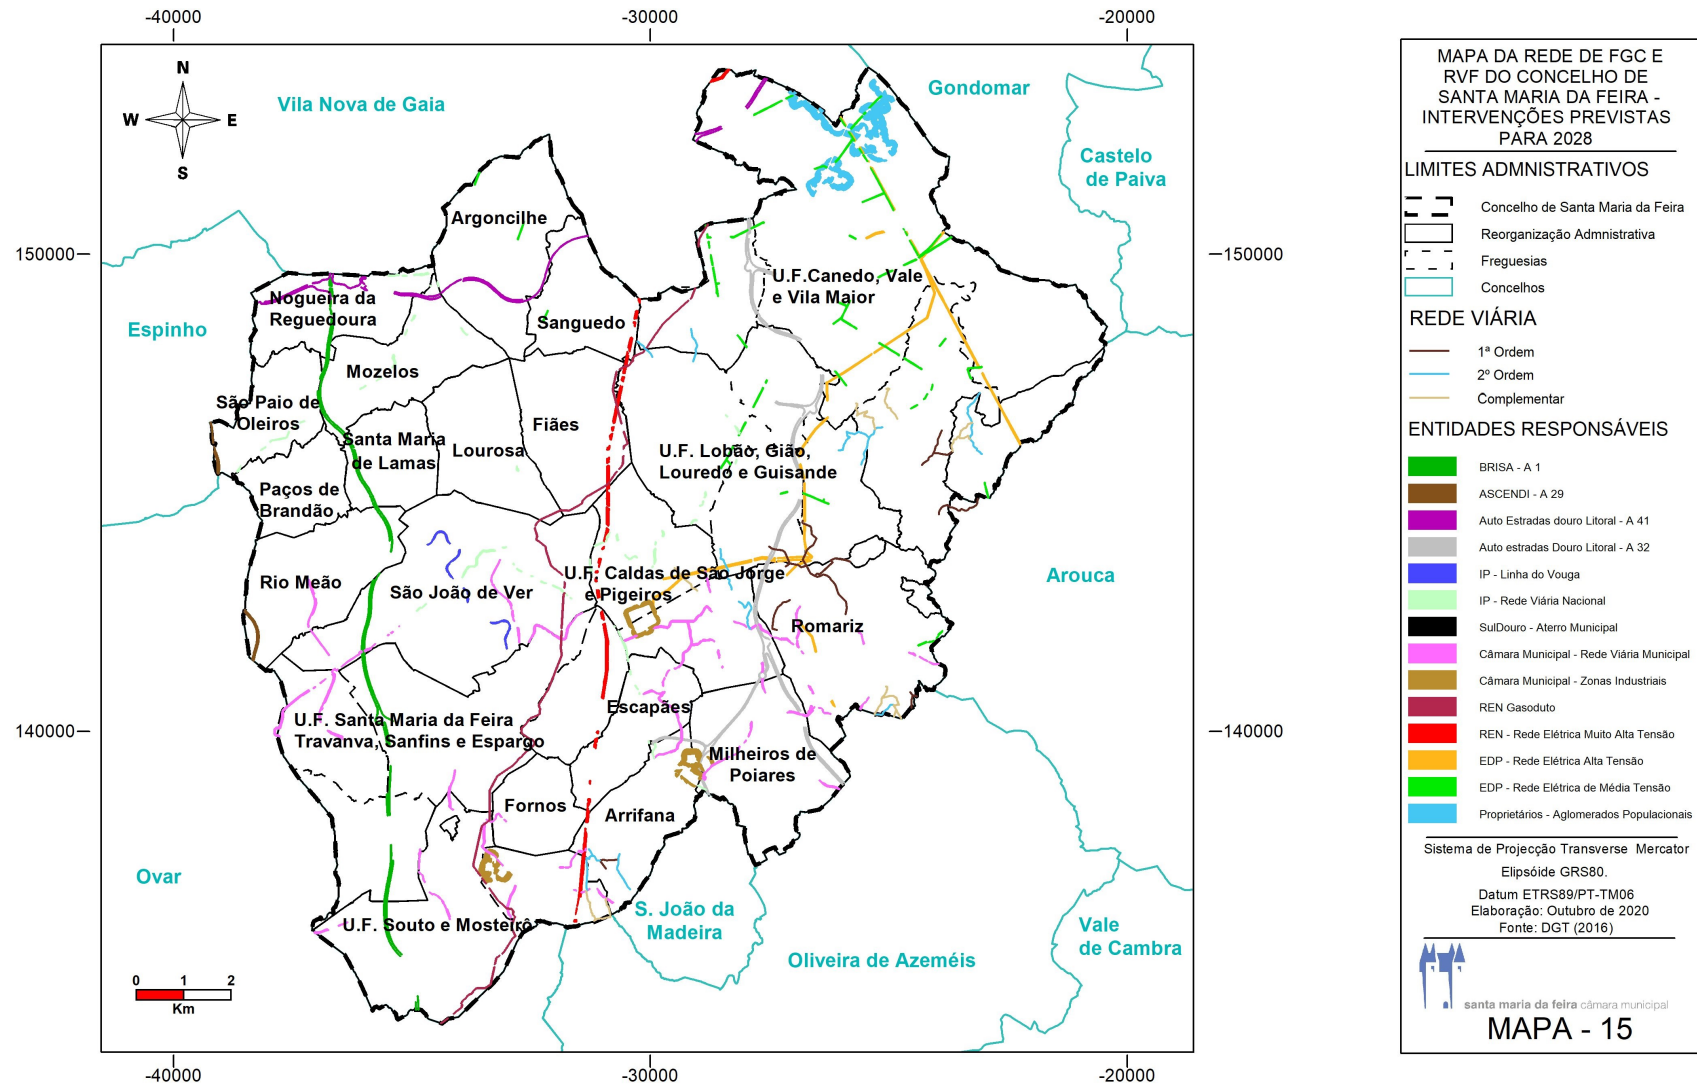 -40000
-30000
-20000
N
W
E
S
Vila Nova de Gaia
Gondomar
Castelo
de Paiva
Argoncilhe
150000
150000
U.F.Canedo, Vale
e Vila Maior
Nogueira da
Reguedoura
Sanguedo
Espinho
Mozelos
São Paio de
Oleiros
Fiães
Santa Maria
de Lamas
Lourosa
U.F. Lobão, Gião,
Louredo e Guisande
Paços de
Brandão
Rio Meão
São João de Ver
U.F. Caldas de São Jorge
e Pigeiros
Arouca
Romariz
Escapães
140000
140000
U.F. Santa Maria da Feira
Travanva, Sanfins e Espargo
Milheiros de
Poiares
Fornos
Arrifana
Ovar
U.F. Souto e Mosteirô
S. João da
Madeira
Vale
de Cambra
Oliveira de Azeméis
0 1 2
Km
-40000
-30000
-20000
MAPA DA REDE DE FGC E
RVF DO CONCELHO DE
SANTA MARIA DA FEIRA -
INTERVENÇÕES PREVISTAS
PARA 2028
LIMITES ADMNISTRATIVOS
Concelho de Santa Maria da Feira
Reorganização Admnistrativa
Freguesias
Concelhos
REDE VIÁRIA
1ª Ordem
2º Ordem
Complementar
ENTIDADES RESPONSÁVEIS
BRISA - A 1
ASCENDI - A 29
Auto Estradas douro Litoral - A 41
Auto estradas Douro Litoral - A 32
IP - Linha do Vouga
IP - Rede Viária Nacional
SulDouro - Aterro Municipal
Câmara Municipal - Rede Viária Municipal
Câmara Municipal - Zonas Industriais
REN Gasoduto
REN - Rede Elétrica Muito Alta Tensão
EDP - Rede Elétrica Alta Tensão
EDP - Rede Elétrica de Média Tensão
Proprietários - Aglomerados Populacionais
Sistema de Projecção Transverse Mercator
Elipsóide GRS80.
Datum ETRS89/PT-TM06
Elaboração: Outubro de 2020
Fonte: DGT (2016)
santa maria da feira câmara municipal
MAPA - 15